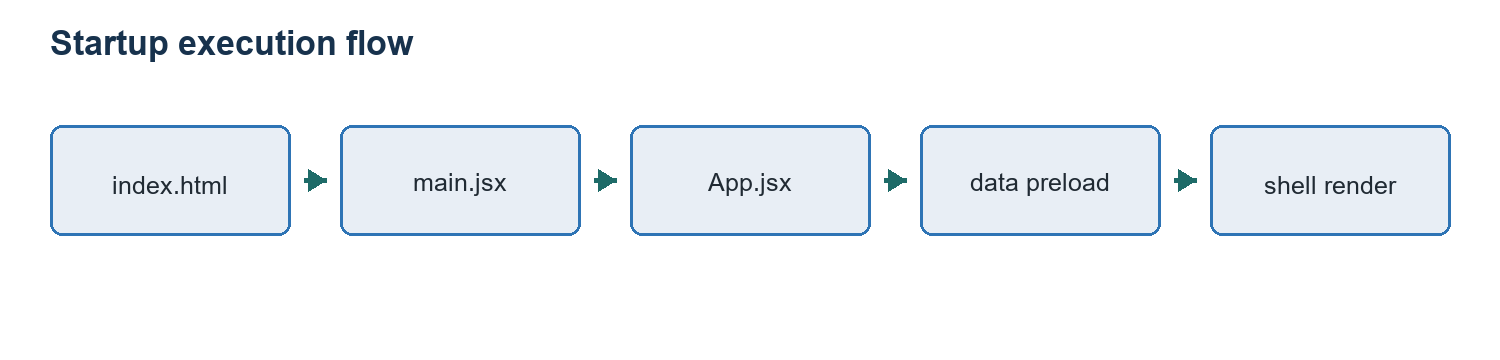 Startup execution flow
index.html
main.jsx
App.jsx
data preload
shell render